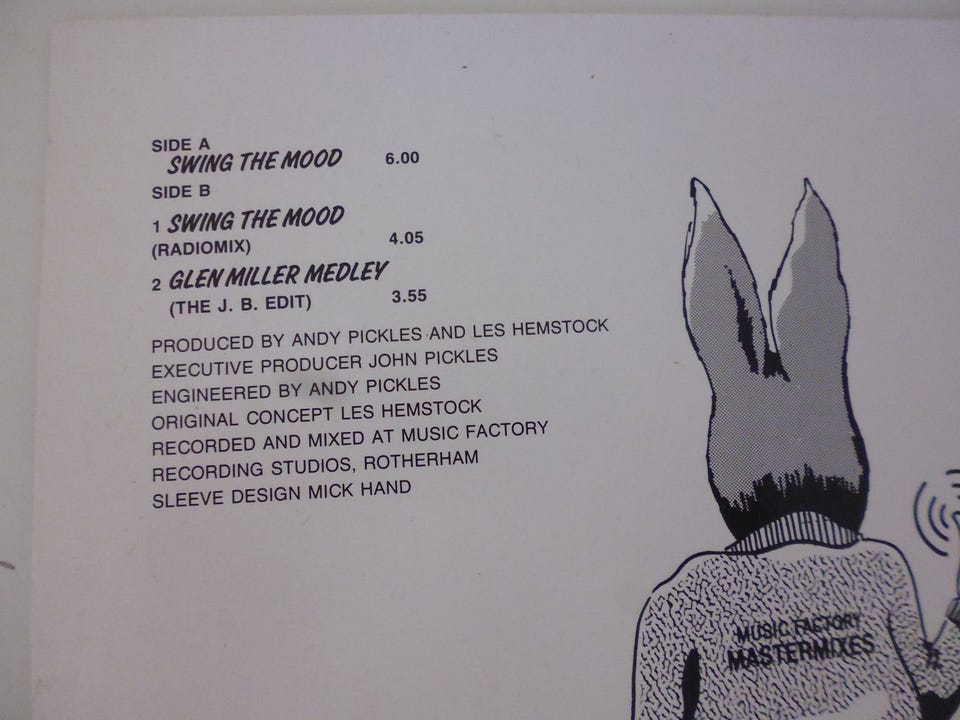 SIDE A
SWING THE MOOD 6.00
SIDE B
1 SWING THE MOOD
(RADIOMIX) 4.05
2 GLEN MILLER MEDLEY
(THE J. B. EDIT) 3.55
PRODUCED BY ANDY PICKLES AND LES HEMSTOCK
EXECUTIVE PRODUCER JOHN PICKLES
ENGINEERED BY ANDY PICKLES
ORIGINAL CONCEPT LES HEMSTOCK
RECORDED AND MIXED AT MUSIC FACTORY
RECORDING STUDIOS, ROTHERHAM
SLEEVE DESIGN MICK HAND
MUSIC FACTORY
MASTERMIXES